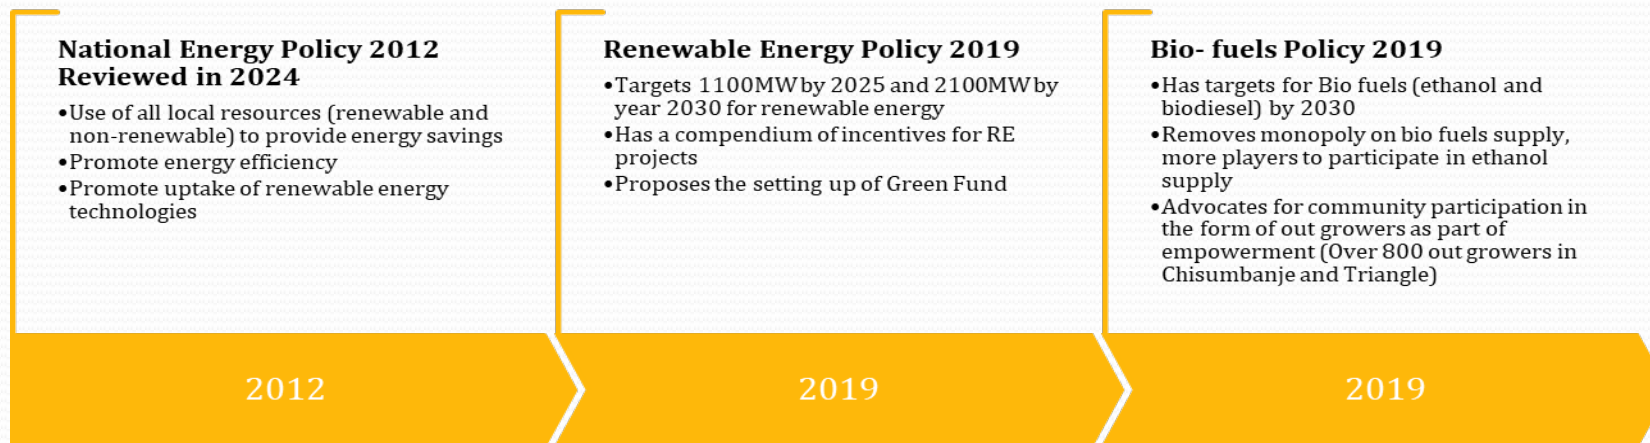 National Energy Policy 2012
Reviewed in 2024
•Use of all local resources (renewable and
non-renewable) to provide energy savings
•Promote energy efficiency
•Promote uptake of renewable energy
technologies
Renewable Energy Policy 2019
•Targets 1100MW by 2025 and 2100MW by
year 2030 for renewable energy
•Has a compendium of incentives for RE
projects
•Proposes the setting up of Green Fund
Bio- fuels Policy 2019
•Has targets for Bio fuels (ethanol and
biodiesel) by 2030
•Removes monopoly on bio fuels supply,
more players to participate in ethanol
supply
•Advocates for community participation in
the form of out growers as part of
empowerment (Over 800 out growers in
Chisumbanje and Triangle)
2012
2019
2019